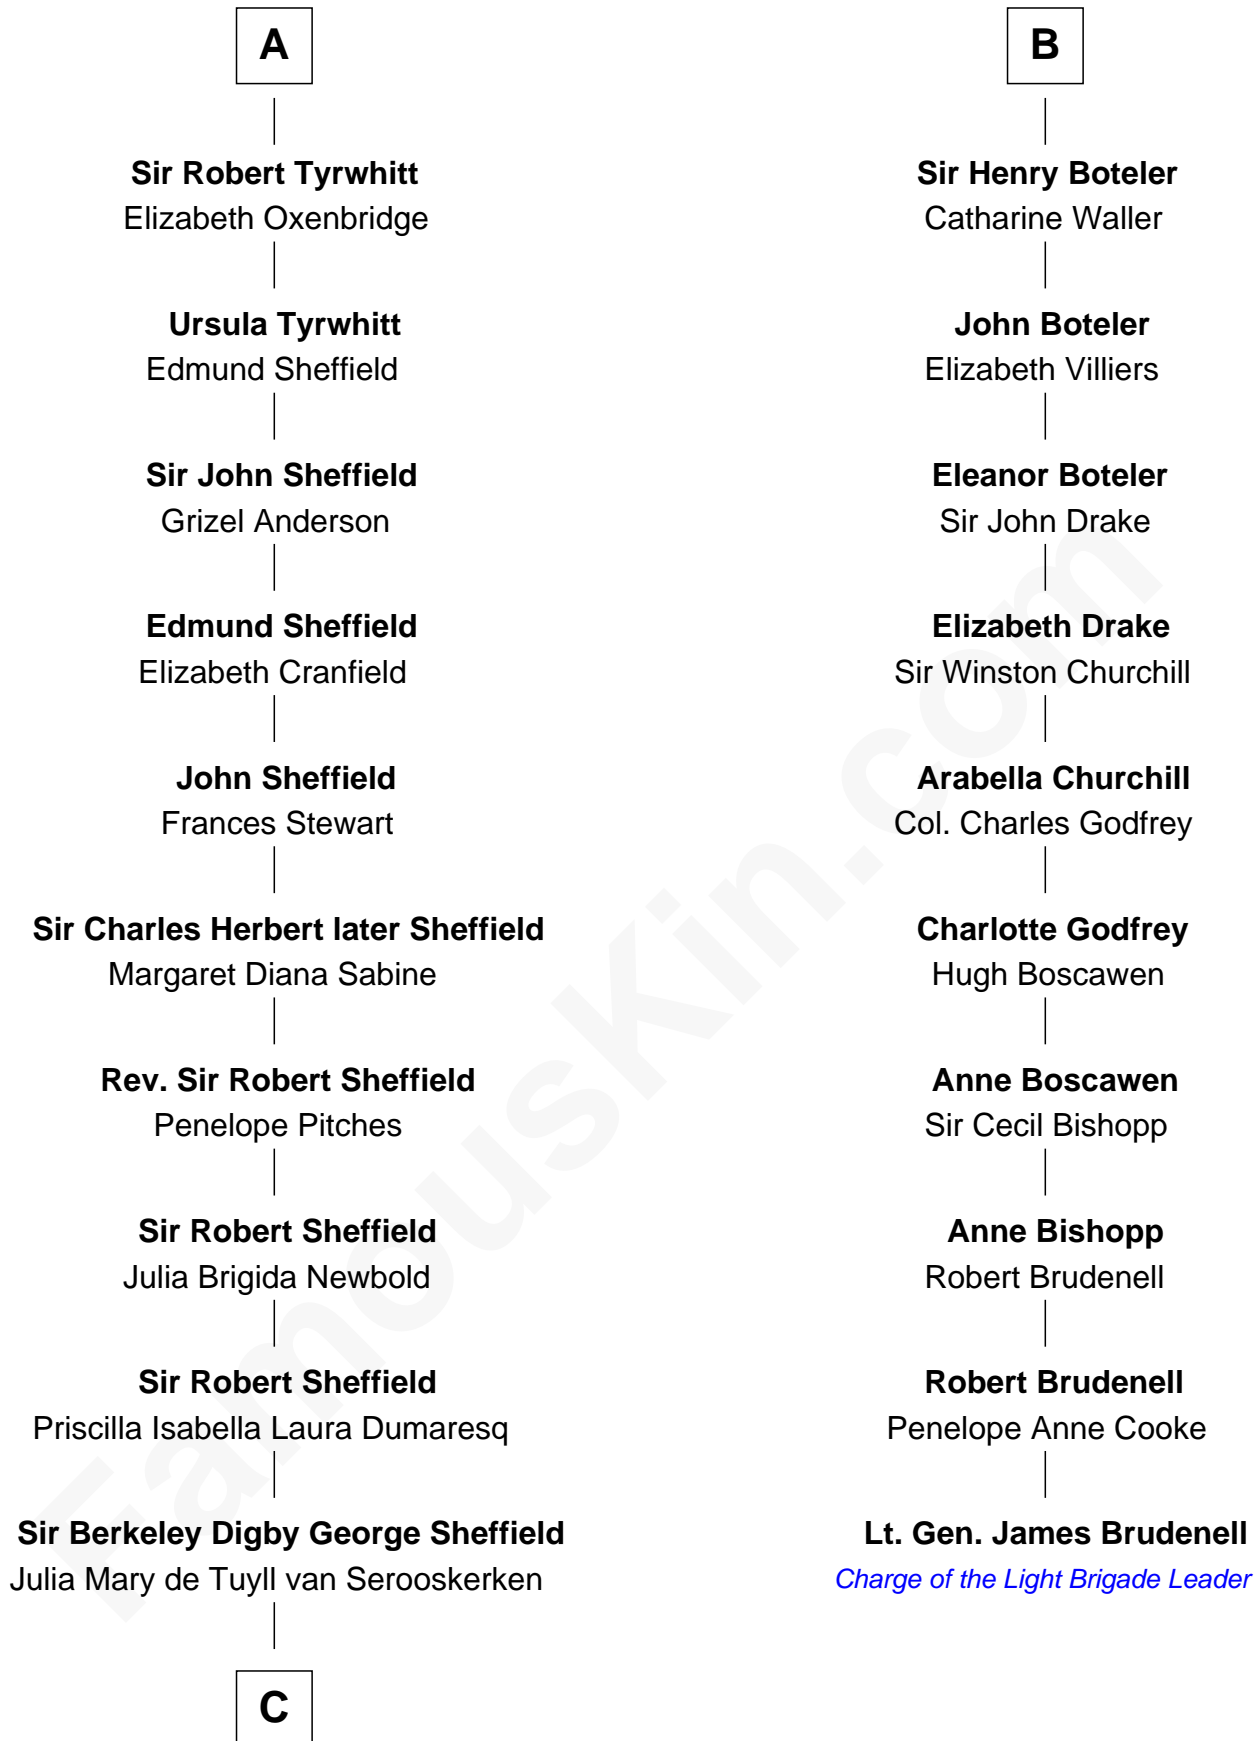 A
Sir Robert Tyrwhitt
Elizabeth Oxenbridge
Ursula Tyrwhitt
Edmund Sheffield
Sir John Sheffield
Grizel Anderson
Edmund Sheffield
Elizabeth Cranfield
John Sheffield
Frances Stewart
Sir Charles Herbert later Sheffield
Margaret Diana Sabine
Rev. Sir Robert Sheffield
Penelope Pitches
Sir Robert Sheffield
Julia Brigida Newbold
Sir Robert Sheffield
Priscilla Isabella Laura Dumaresq
Sir Berkeley Digby George Sheffield
Julia Mary de Tuyll van Serooskerken
C
B
Sir Henry Boteler
Catharine Waller
John Boteler
Elizabeth Villiers
Eleanor Boteler
Sir John Drake
Elizabeth Drake
Sir Winston Churchill
Arabella Churchill
Col. Charles Godfrey
Charlotte Godfrey
Hugh Boscawen
Anne Boscawen
Sir Cecil Bishopp
Anne Bishopp
Robert Brudenell
Robert Brudenell
Penelope Anne Cooke
Lt. Gen. James Brudenell
Charge of the Light Brigade Leader
FamousKin.com